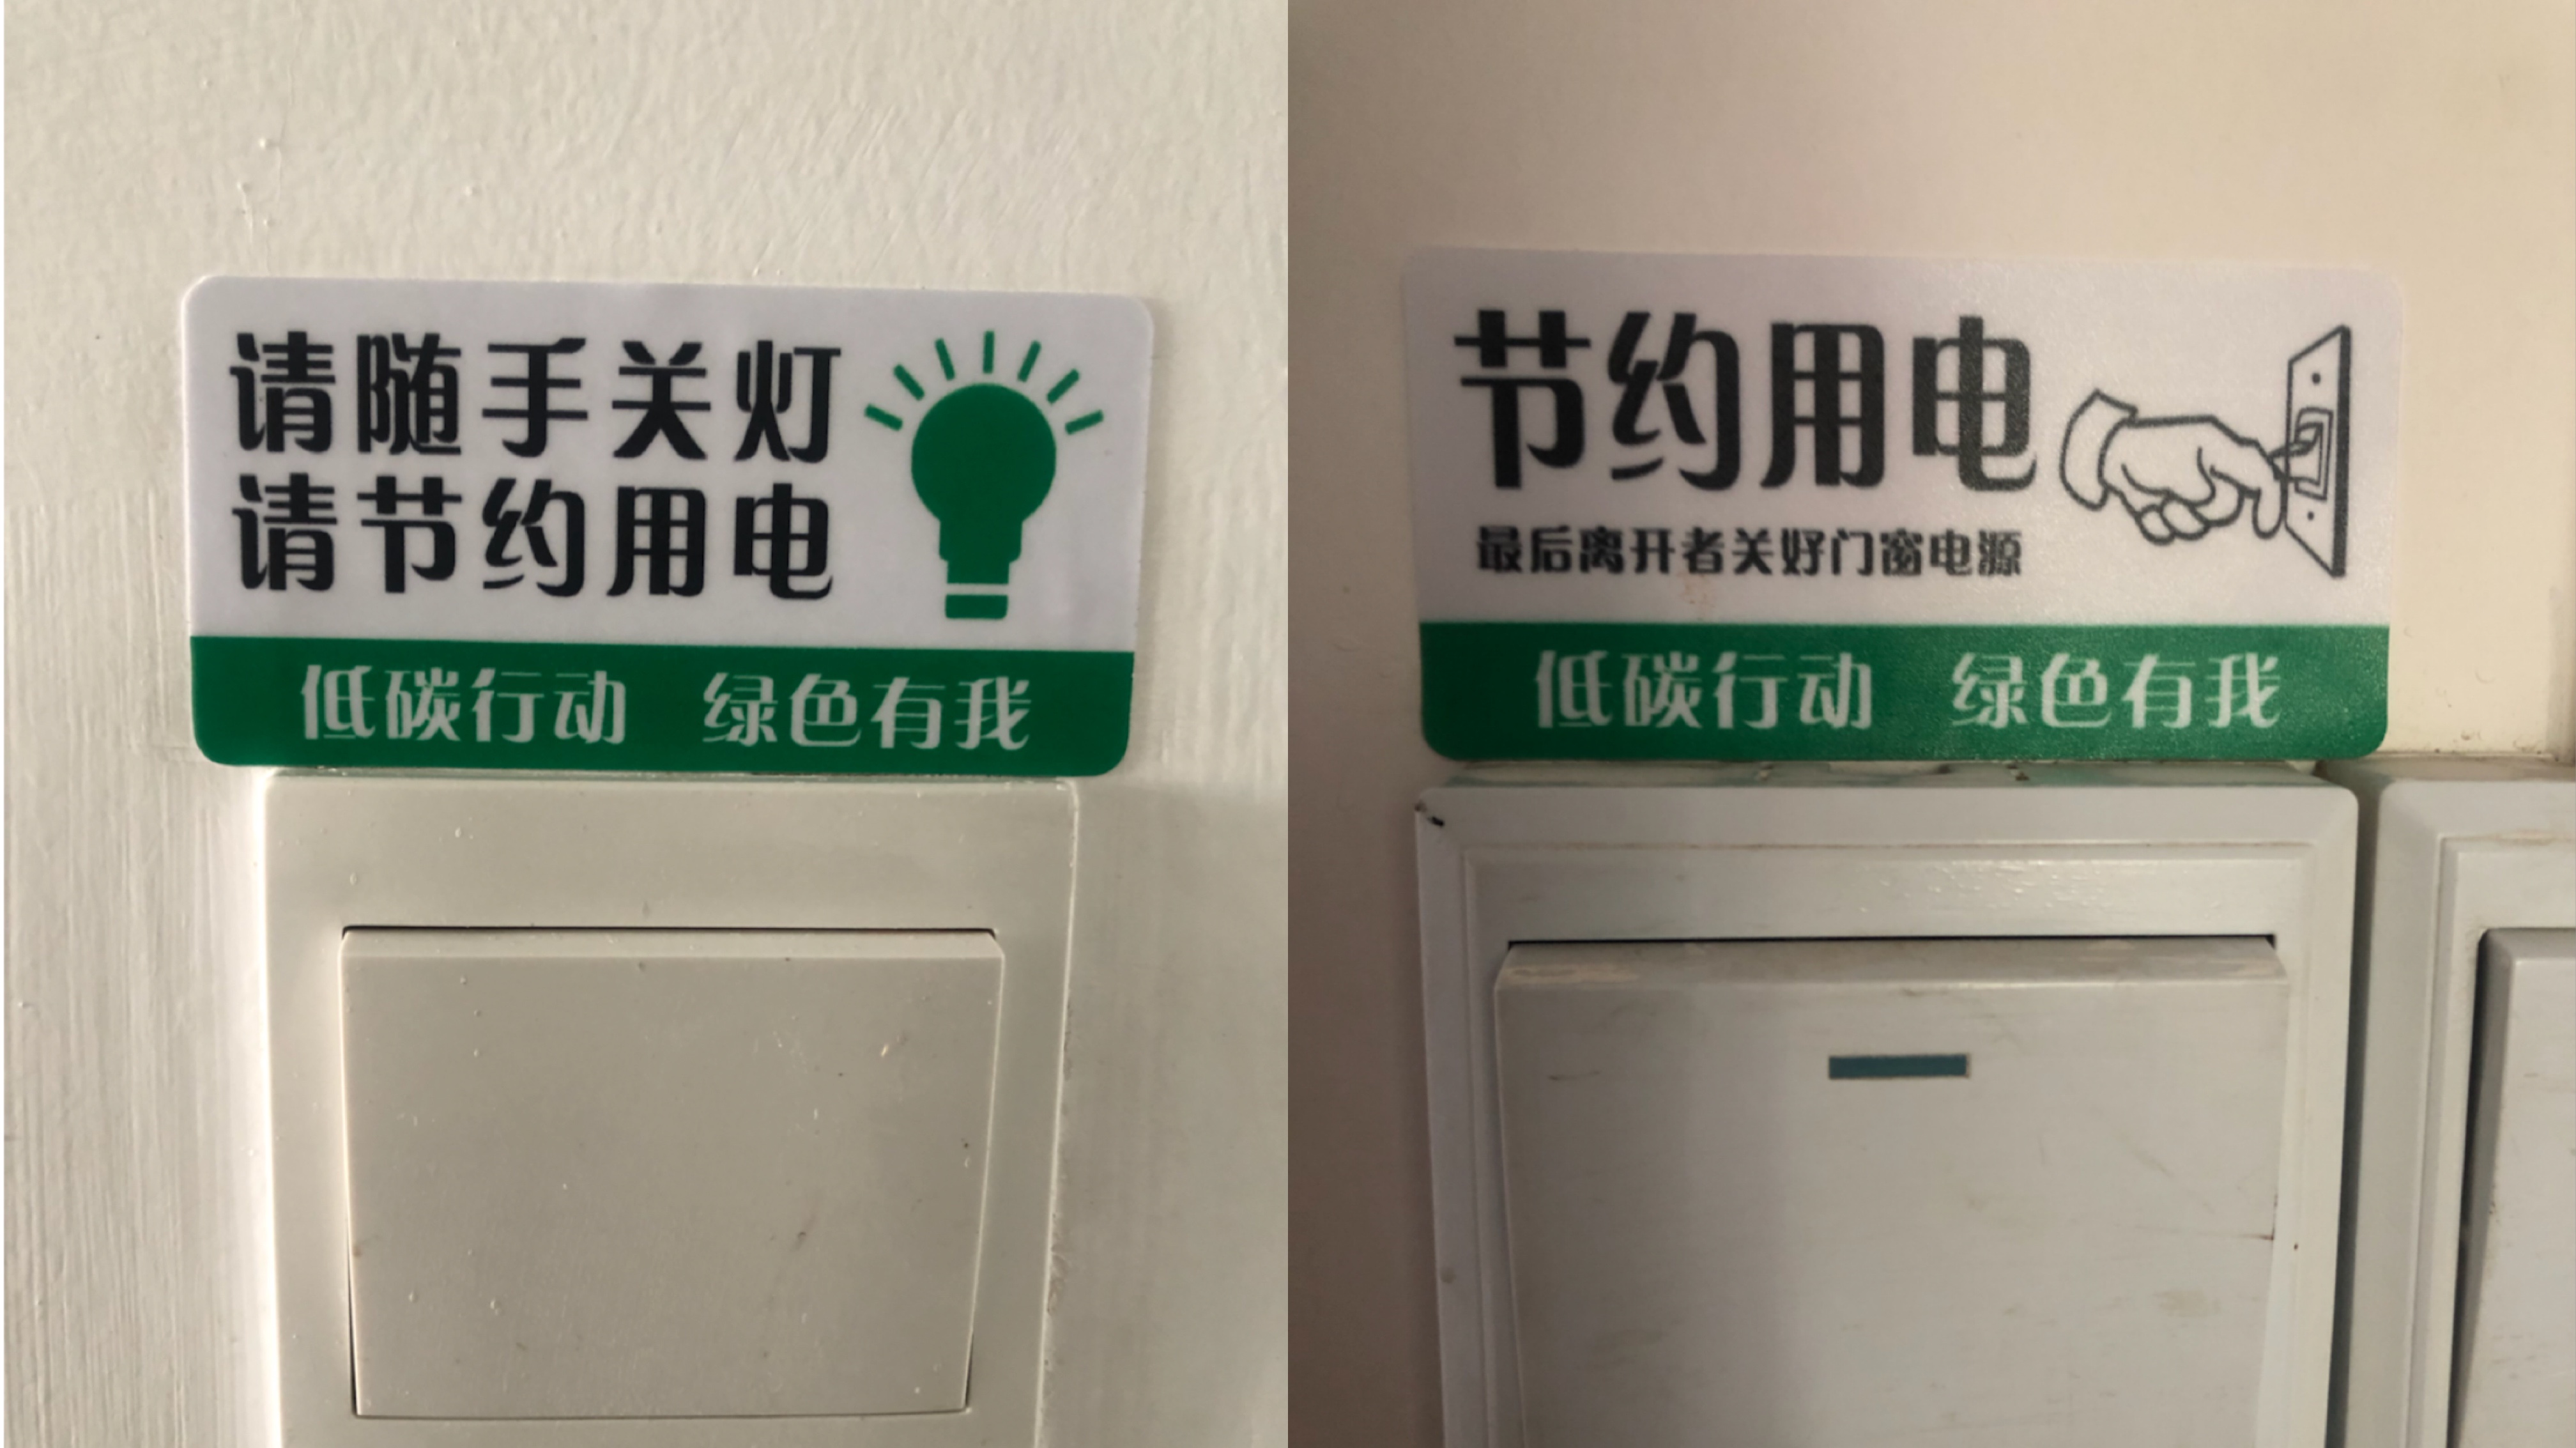 请随手关灯
请节约用电
低碳行动 绿色有我
节约用电
最后离开者关好门窗电源
低碳行动 绿色有我